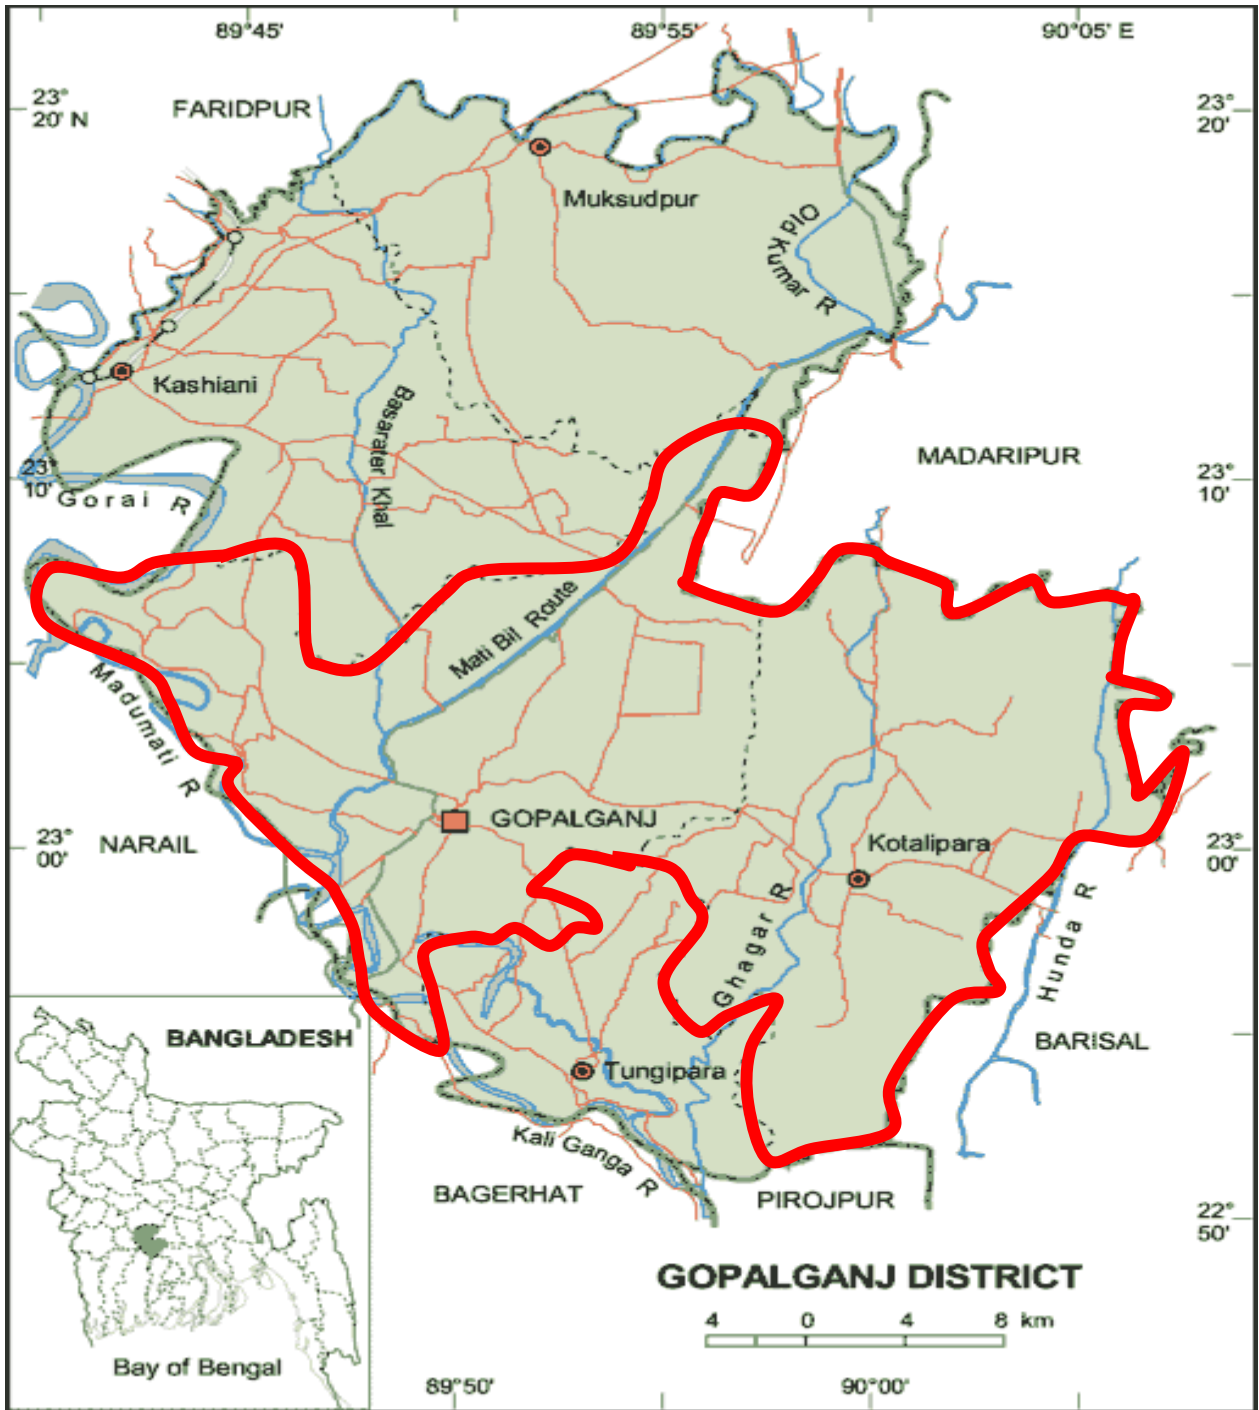 89°45'
89°55'
90°05' E
23°
20' N
FARIDPUR
23°
20'
Muksudpur
Old Kumar R
Kashiani
Basarater Khal
MADARIPUR
23°
10'
Gorai R
23°
10'
Mati Bil Route
Madumati R
GOPALGANJ
Kotalipara
23°
00'
NARAIL
23°
00'
Ghagar R
Hunda R
BANGLADESH
BARISAL
Tungipara
Kali Ganga R
BAGERHAT
PIROJPUR
22°
50'
GOPALGANJ DISTRICT
4 0 4 8 km
Bay of Bengal
89°50'
90°00'